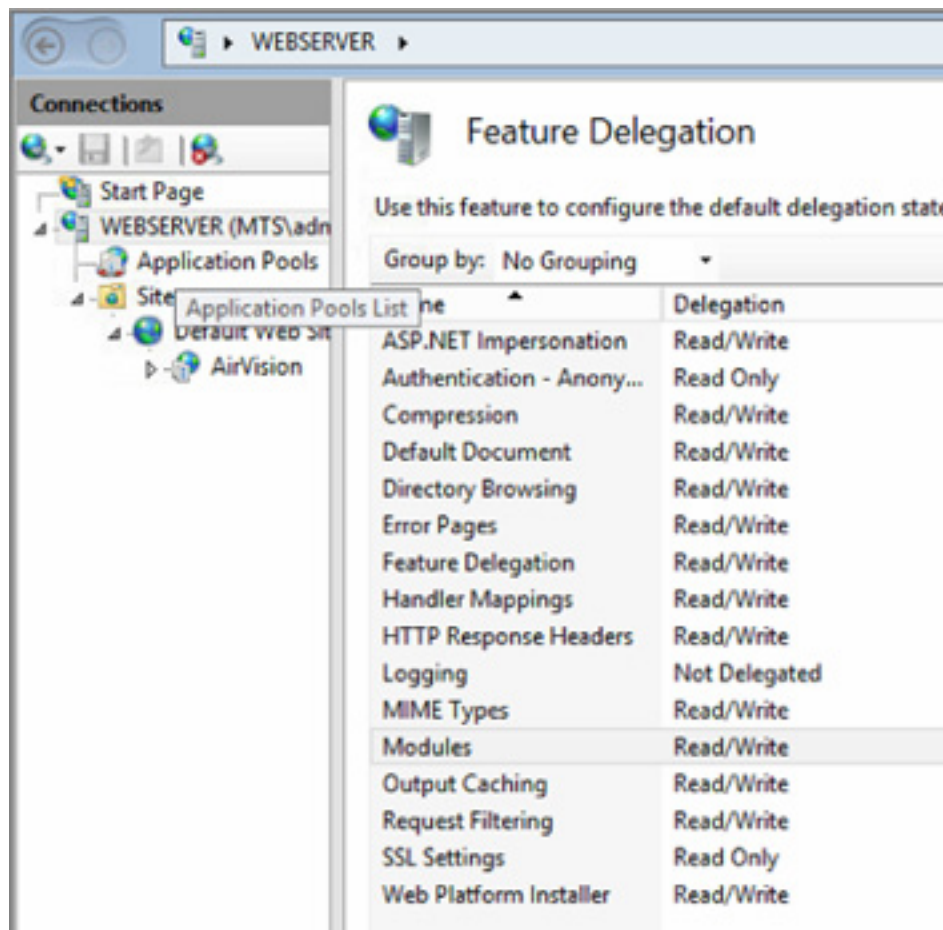 WEBSERVER
Connections
Start Page
WEBSERVER (MTS\adn
Application Pools
Site
Application Pools List
Default Web Sit
AirVision
Feature Delegation
Use this feature to configure the default delegation state
Group by: No Grouping
ne Delegation
ASP.NET Impersonation Read/Write
Authentication - Anony... Read Only
Compression Read/Write
Default Document Read/Write
Directory Browsing Read/Write
Error Pages Read/Write
Feature Delegation Read/Write
Handler Mappings Read/Write
HTTP Response Headers Read/Write
Logging Not Delegated
MIME Types Read/Write
Modules Read/Write
Output Caching Read/Write
Request Filtering Read/Write
SSL Settings Read Only
Web Platform Installer Read/Write